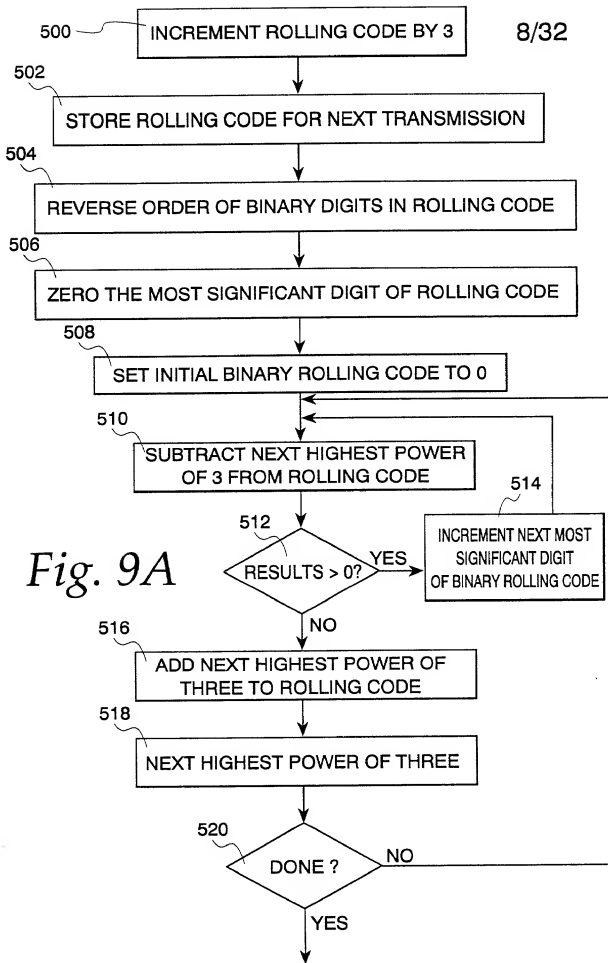 500
INCREMENT ROLLING CODE BY 3
8/32
502
STORE ROLLING CODE FOR NEXT TRANSMISSION
504
REVERSE ORDER OF BINARY DIGITS IN ROLLING CODE
506
ZERO THE MOST SIGNIFICANT DIGIT OF ROLLING CODE
508
SET INITIAL BINARY ROLLING CODE TO 0
510
SUBTRACT NEXT HIGHEST POWER
OF 3 FROM ROLLING CODE
512
RESULTS > 0?
YES
514
INCREMENT NEXT MOST
SIGNIFICANT DIGIT
OF BINARY ROLLING CODE
Fig. 9A
NO
516
ADD NEXT HIGHEST POWER OF
THREE TO ROLLING CODE
518
NEXT HIGHEST POWER OF THREE
520
DONE ?
NO
YES